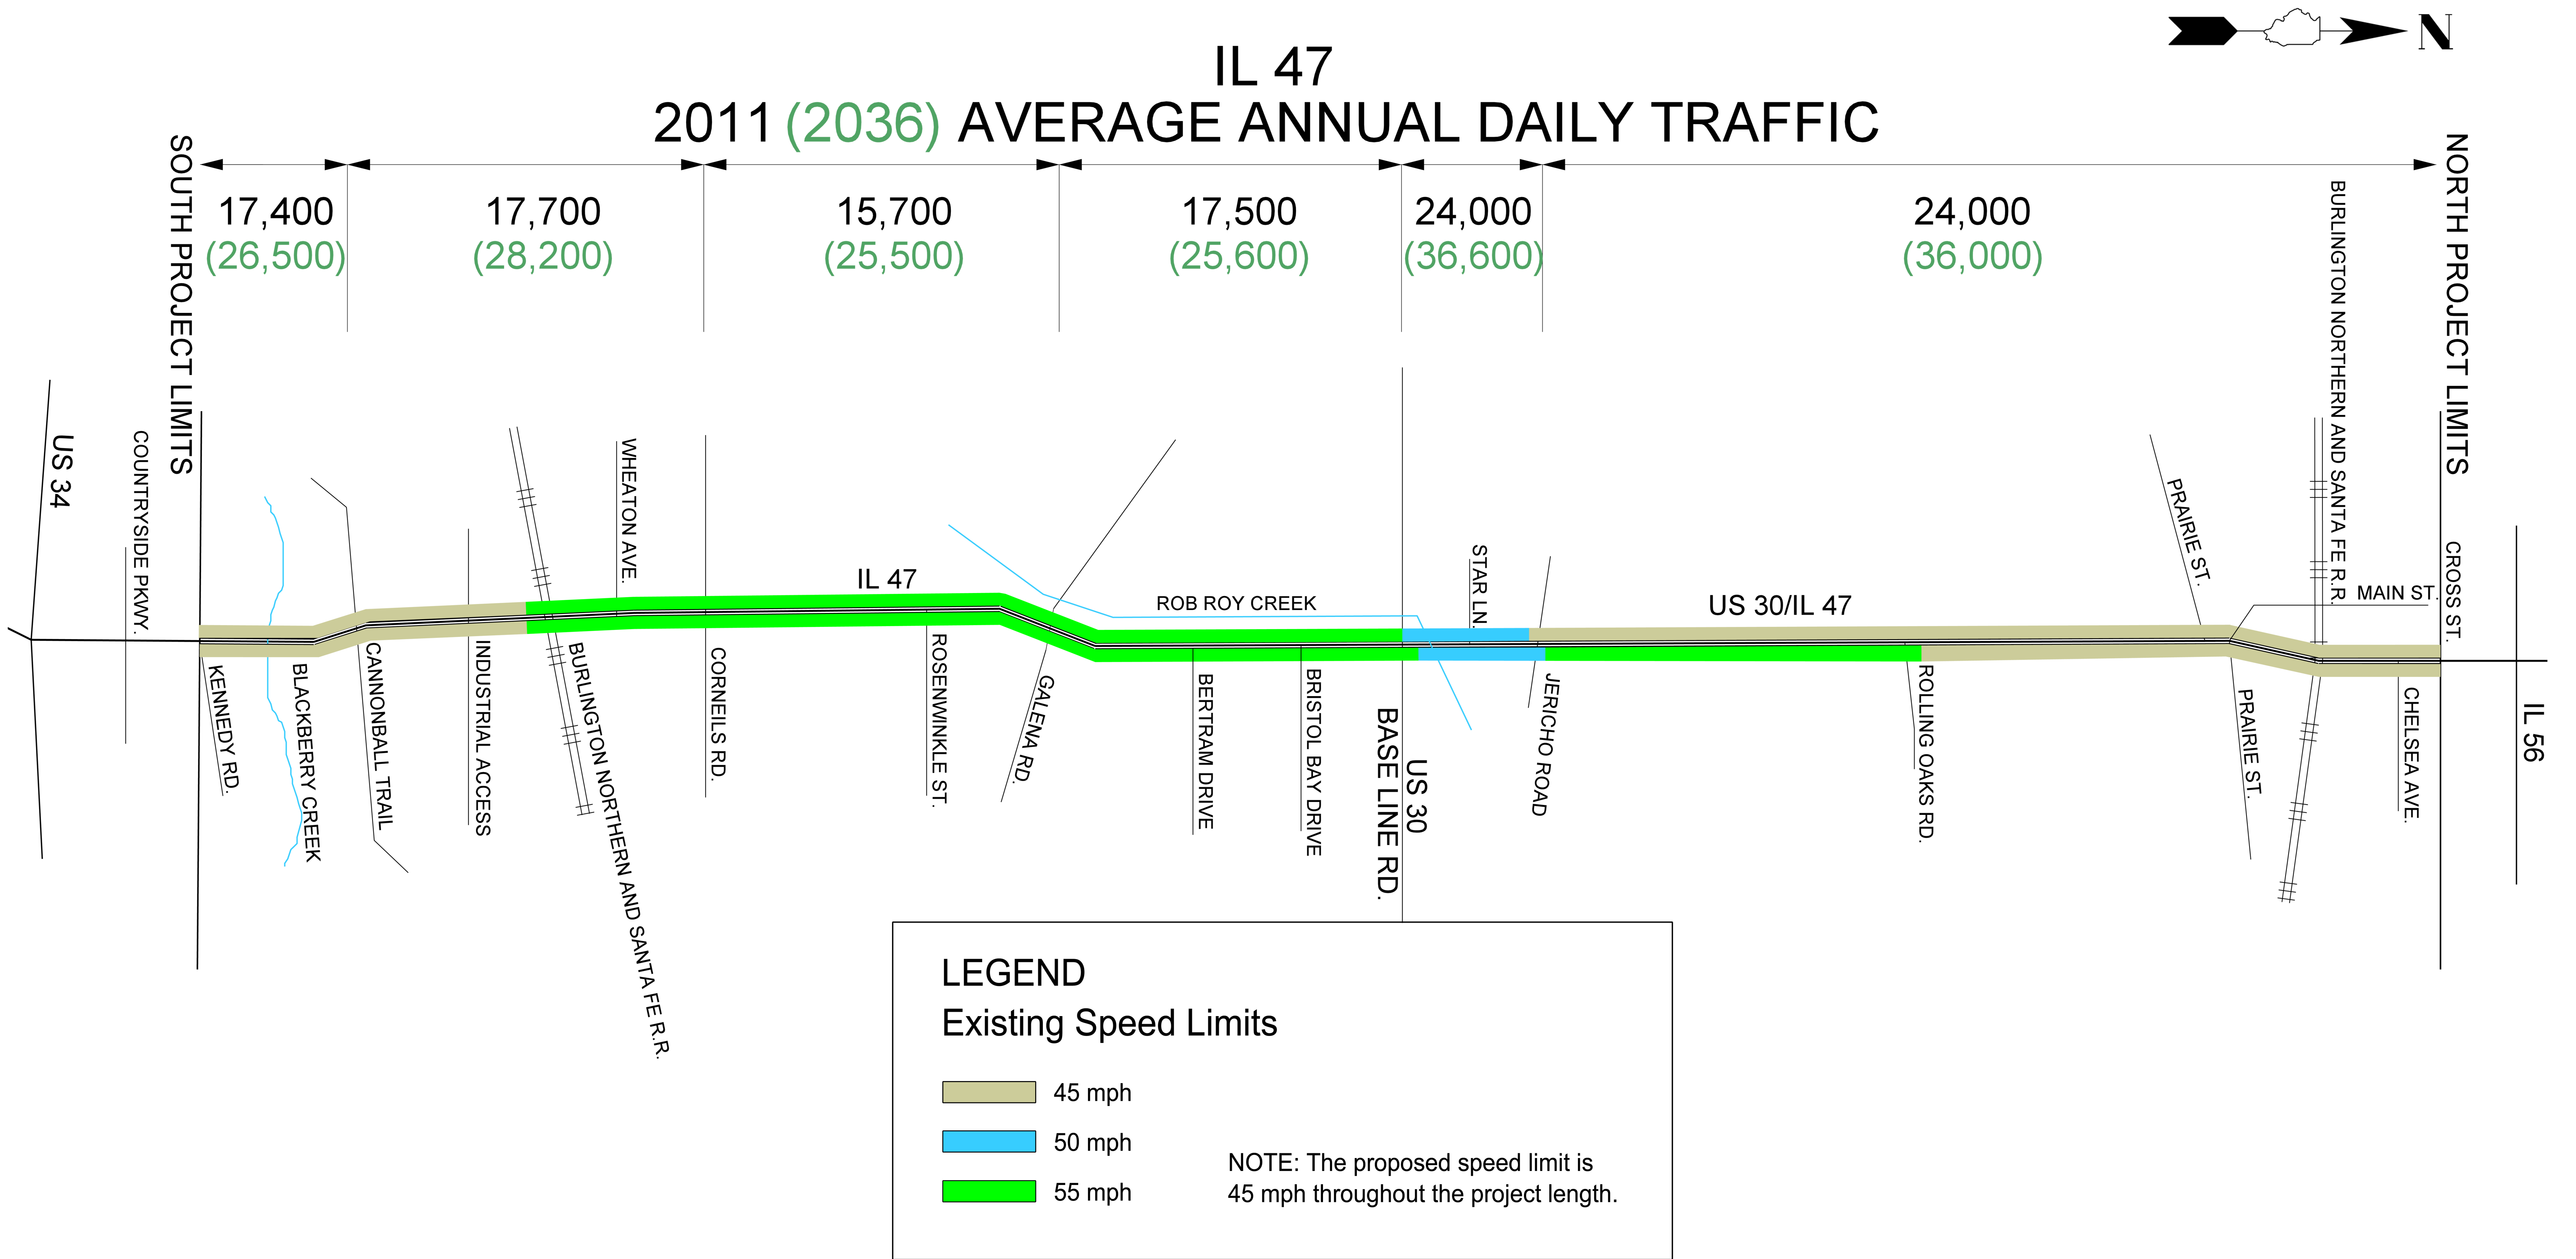 N
IL 47
2011 (2036) AVERAGE ANNUAL DAILY TRAFFIC
SOUTH PROJECT LIMITS
NORTH PROJECT LIMITS
17,400
(26,500)
17,700
(28,200)
15,700
(25,500)
17,500
(25,600)
24,000
(36,600)
24,000
(36,000)
US 34
COUNTRYSIDE PKWY.
KENNEDY RD.
BLACKBERRY CREEK
CANNONBALL TRAIL
INDUSTRIAL ACCESS
BURLINGTON NORTHERN AND SANTA FE R.R.
WHEATON AVE.
CORNEILS RD.
IL 47
ROSENWINKLE ST.
GALENA RD.
ROB ROY CREEK
BERTRAM DRIVE
BRISTOL BAY DRIVE
BASE LINE RD.
US 30
STAR LN.
JERICHO ROAD
US 30/IL 47
ROLLING OAKS RD.
PRAIRIE ST.
PRAIRIE ST.
BURLINGTON NORTHERN AND SANTA FE R.R.
MAIN ST.
CHELSEA AVE.
CROSS ST.
IL 56
LEGEND
Existing Speed Limits
45 mph
50 mph
55 mph
NOTE: The proposed speed limit is
45 mph throughout the project length.